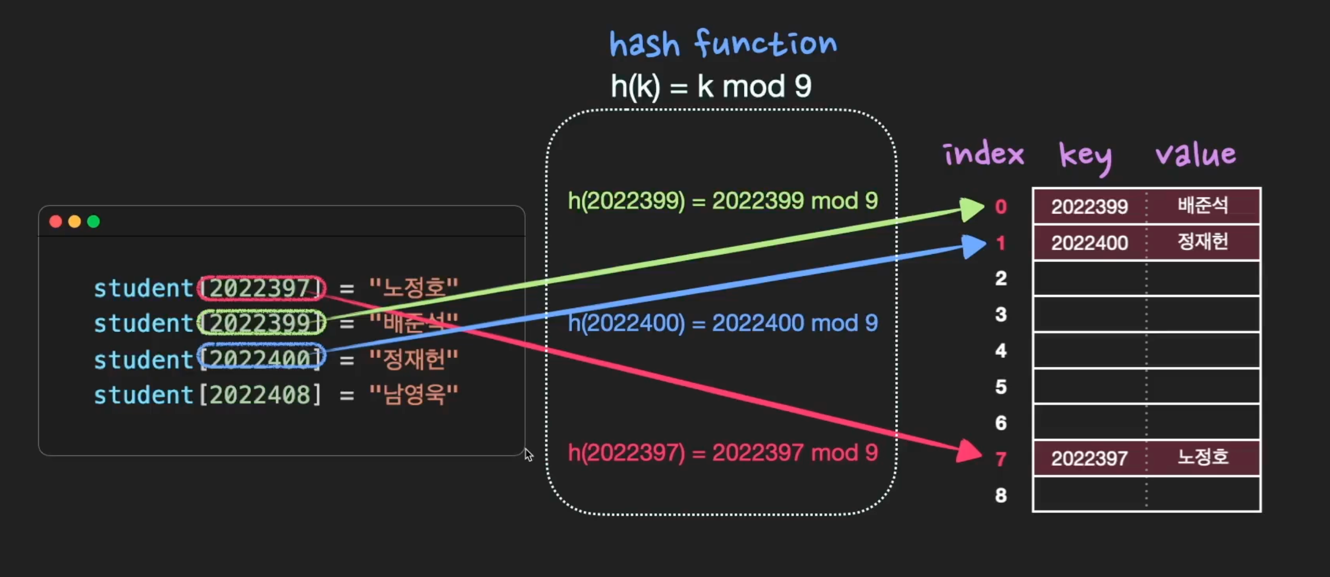 hash function
h(k) = k mod 9
student[2022397] = "노정호"
student[2022399] = "배준석"
student[2022400] = "정재헌"
student[2022408] = "남영욱"
h(2022399) = 2022399 mod 9
h(2022400) = 2022400 mod 9
h(2022397) = 2022397 mod 9
index key value
0 2022399 배준석
1 2022400 정재헌
2
3
4
5
6
7 2022397 노정호
8